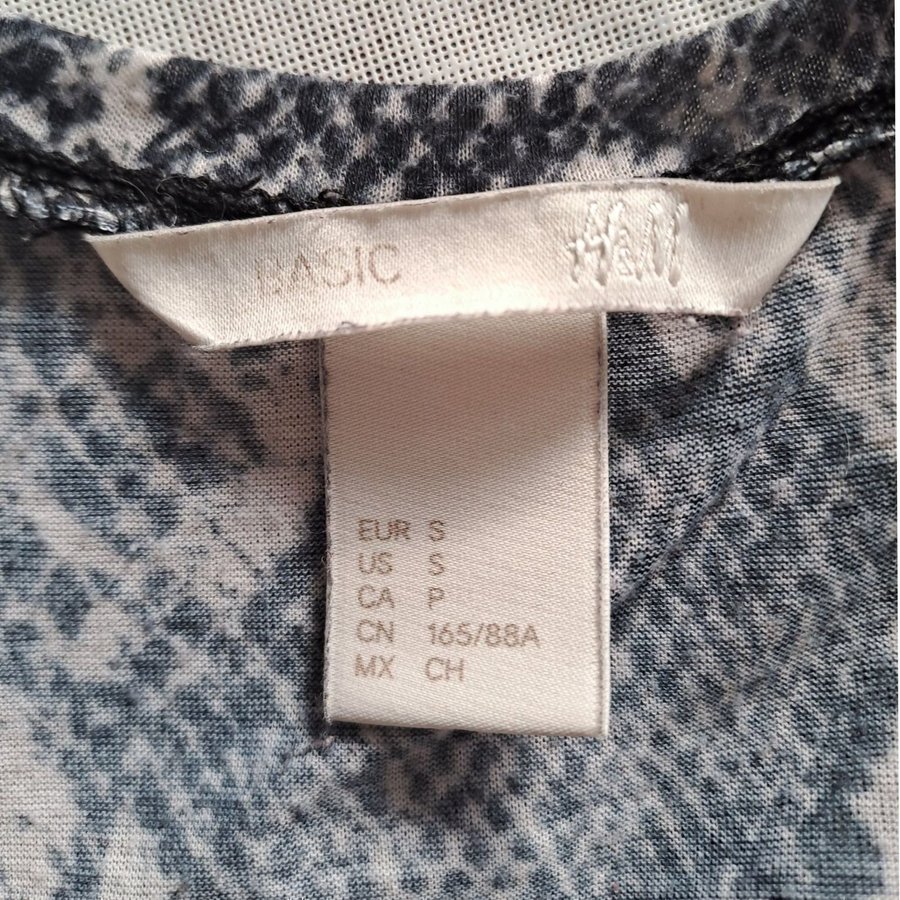 BASIC H&M
EUR S
US S
CA P
CN 165/88A
MX CH